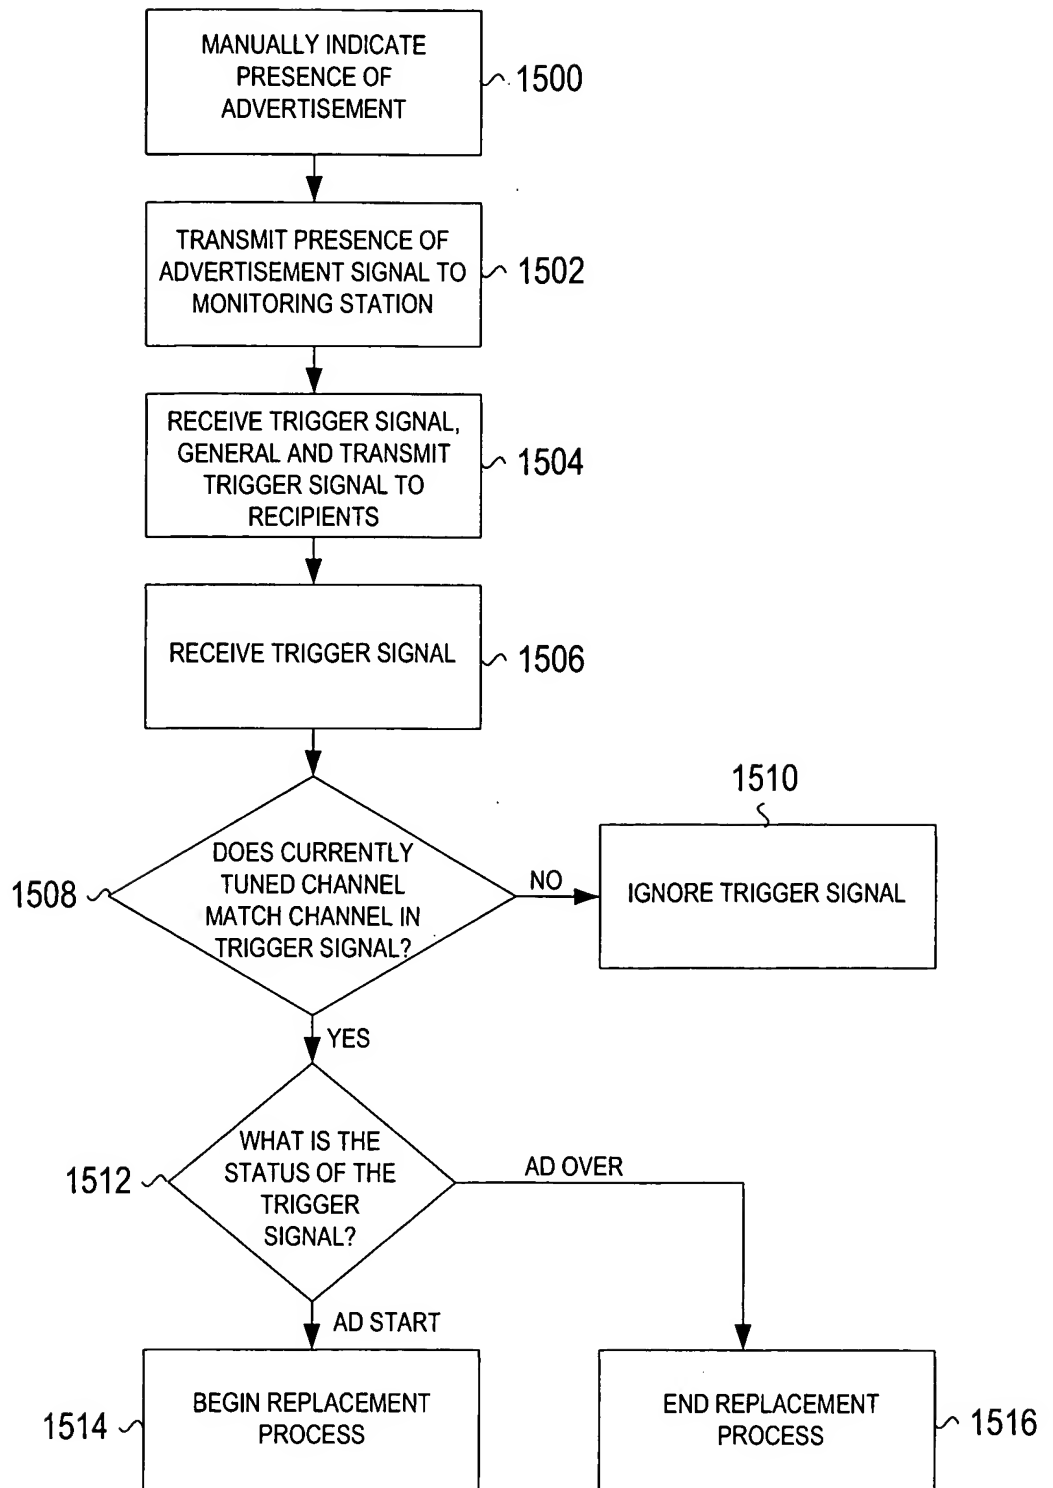 MANUALLY INDICATE
PRESENCE OF
ADVERTISEMENT
1500
TRANSMIT PRESENCE OF
ADVERTISEMENT SIGNAL TO
MONITORING STATION
1502
RECEIVE TRIGGER SIGNAL,
GENERAL AND TRANSMIT
TRIGGER SIGNAL TO
RECIPIENTS
1504
RECEIVE TRIGGER SIGNAL
1506
1508
DOES CURRENTLY
TUNED CHANNEL
MATCH CHANNEL IN
TRIGGER SIGNAL?
NO
1510
IGNORE TRIGGER SIGNAL
YES
1512
WHAT IS THE
STATUS OF THE
TRIGGER
SIGNAL?
AD OVER
AD START
1514
BEGIN REPLACEMENT
PROCESS
END REPLACEMENT
PROCESS
1516